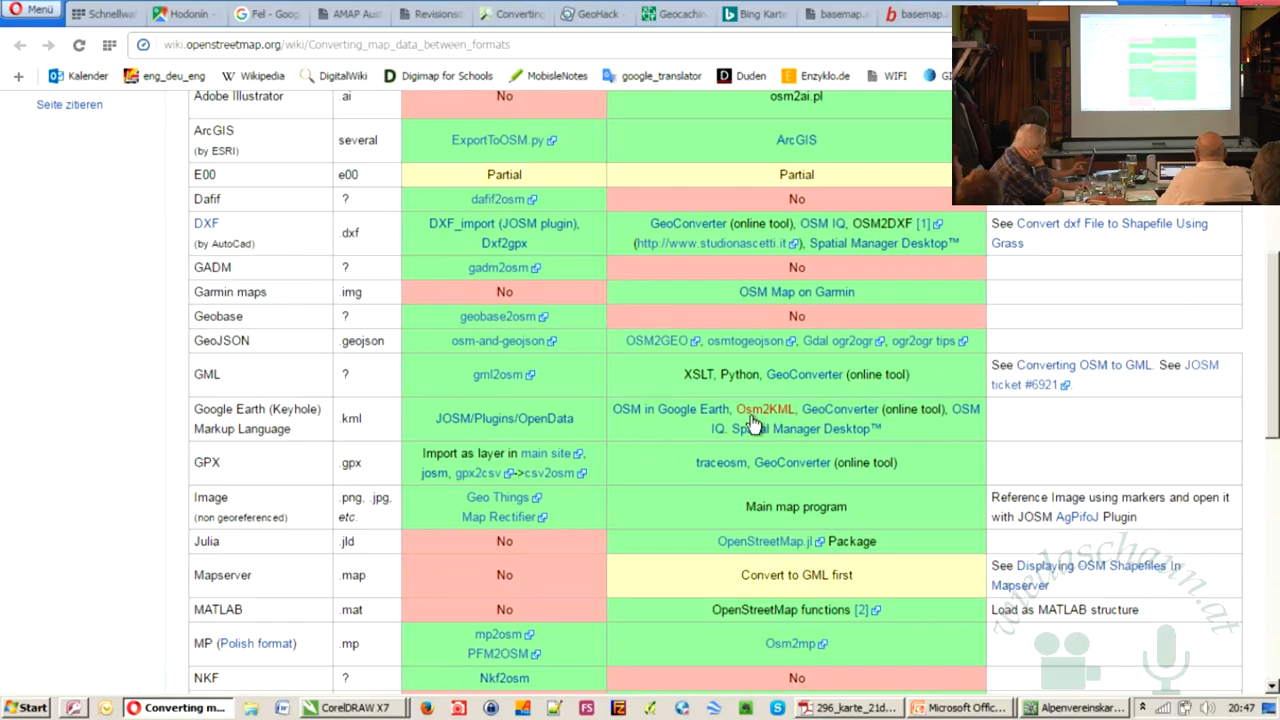 Menü
Schnellwa
Hodonín
Fel - Goog
AMAP Aus
Revisions
Converting
GeoHack
Geocachin
Bing Karte
basemap.
basemap
wiki.openstreetmap.org/wiki/Converting_map_data_between_formats
Kalender
eng_deu_eng
Wikipedia
DigitalWiki
Digimap for Schools
MobisleNotes
google_translator
Duden
Enzyklo.de
WIFI
Seite zitieren
Adobe Illustrator .ai No osm2ai.pl
ArcGIS
(by ESRI)
several ExportToOSM.py ArcGIS
E00 e00 Partial Partial
Dafif ? dafif2osm No
DXF
(by AutoCad)
.dxf
DXF_import (JOSM plugin),
Dxf2gpx
GeoConverter (online tool), OSM IQ, OSM2DXF [1]
(http://www.studionascetti.it), Spatial Manager Desktop™
See Convert dxf File to Shapefile Using
Grass
GADM ? gadm2osm No
Garmin maps .img No OSM Map on Garmin
Geobase ? geobase2osm No
GeoJSON .geojson osm-and-geojson OSM2GEO, osmtogeojson, Gdal ogr2ogr, ogr2ogr tips
GML ? gml2osm XSLT, Python, GeoConverter (online tool)
See Converting OSM to GML. See JOSM
ticket #6921.
Google Earth (Keyhole)
Markup Language
.kml JOSM/Plugins/OpenData
OSM in Google Earth, Osm2KML, GeoConverter (online tool), OSM
IQ. Spatial Manager Desktop™
GPX .gpx
Import as layer in main site,
josm, gpx2csv->csv2osm
traceosm, GeoConverter (online tool)
Image
(non georeferenced)
.png, .jpg,
etc.
Geo Things
Map Rectifier
Main map program
Reference Image using markers and open it
with JOSM AgPifoJ Plugin
Julia .jld No OpenStreetMap.jl Package
Mapserver .map No Convert to GML first
See Displaying OSM Shapefiles In
Mapserver
MATLAB .mat No OpenStreetMap functions [2] Load as MATLAB structure
MP (Polish format) .mp
mp2osm
PFM2OSM
Osm2mp
NKF ? Nkf2osm No
wiedaschaun.at
Start
Converting m...
CorelDRAW X7
296_karte_21d...
Microsoft Offic...
Alpenvereinskar...
20:47